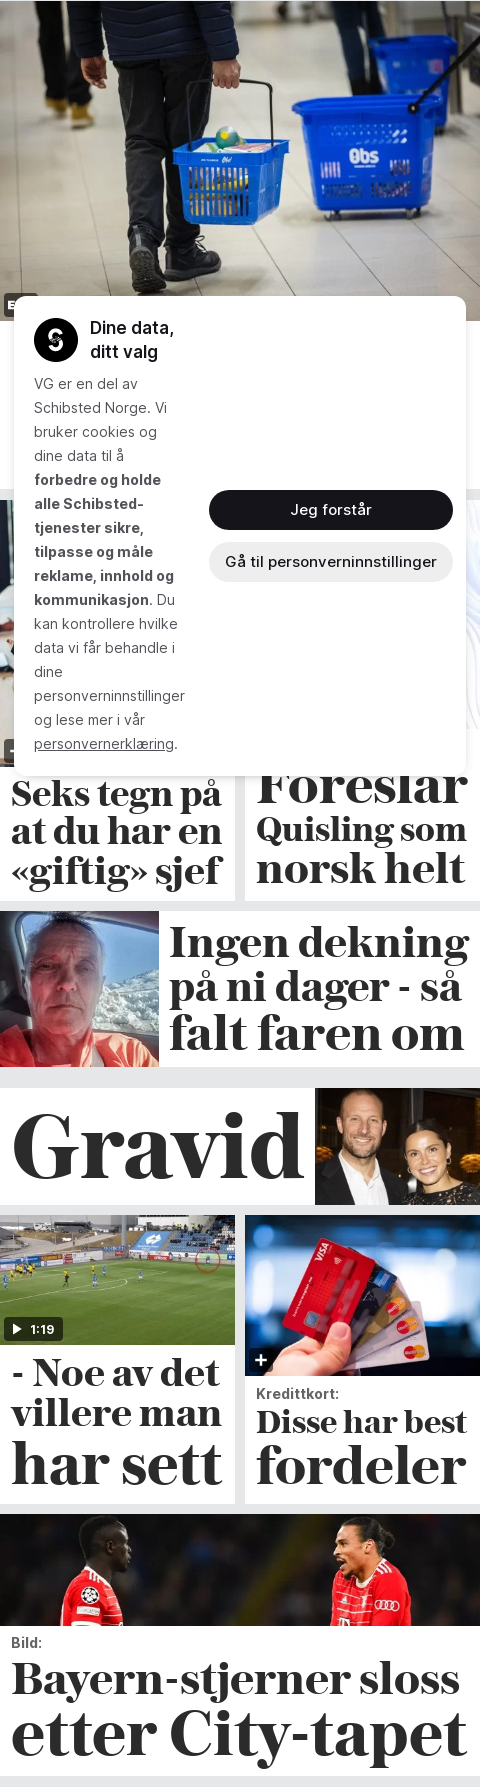 Obs!
Obs
Dine data,
ditt valg
VG er en del av
Schibsted Norge. Vi
bruker cookies og
dine data til å
forbedre og holde
alle Schibsted-
tjenester sikre,
tilpasse og måle
reklame, innhold og
kommunikasjon. Du
kan kontrollere hvilke
data vi får behandle i
dine
personverninnstillinger
og lese mer i vår
personvernerklæring.
Jeg forstår
Gå til personverninnstillinger
Seks tegn på
at du har en
«giftig» sjef
Foreslår
Quisling som
norsk helt
Ingen dekning
på ni dager - så
falt faren om
Gravid
1:19
- Noe av det
villere man
har sett
VISA
Kredittkort:
Disse har best
fordeler
Bild:
Bayern-stjerner sloss
etter City-tapet